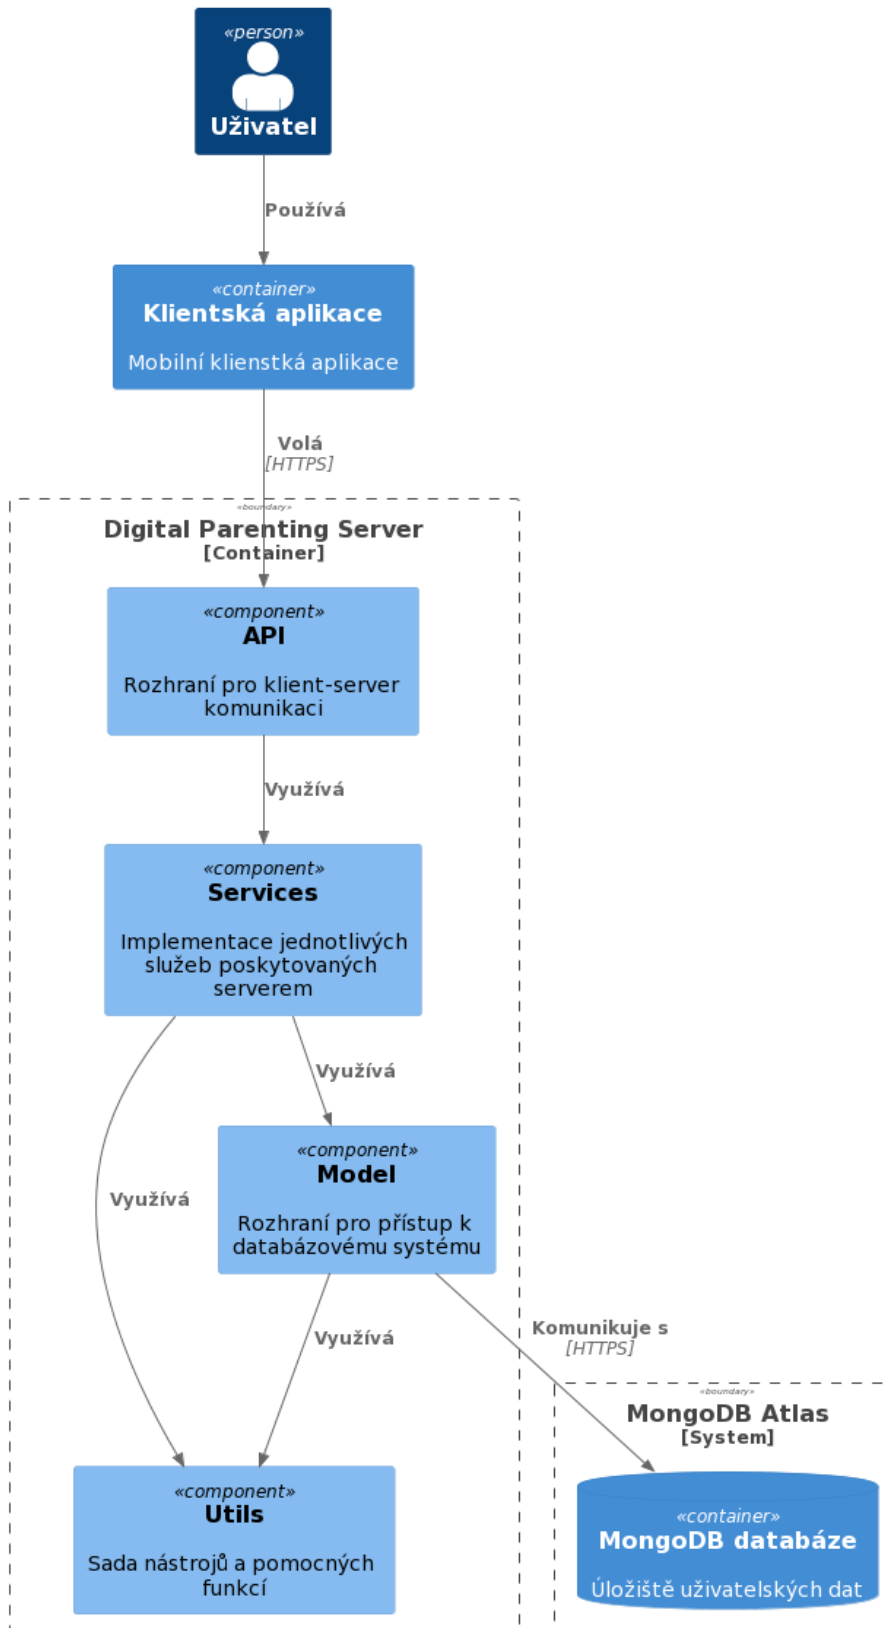 «person»
Uživatel
Používá
«container»
Klientská aplikace
Mobilní klienstká aplikace
Volá
[HTTPS]
«boundary»
Digital Parenting Server
[Container]
«component»
API
Rozhraní pro klient-server
komunikaci
Využívá
«component»
Services
Implementace jednotlivých
služeb poskytovaných
serverem
Využívá
«component»
Model
Rozhraní pro přístup k
databázovému systému
Využívá
Využívá
Komunikuje s
[HTTPS]
«boundary»
MongoDB Atlas
[System]
«component»
Utils
Sada nástrojů a pomocných
funkcí
«container»
MongoDB databáze
Úložiště uživatelských dat